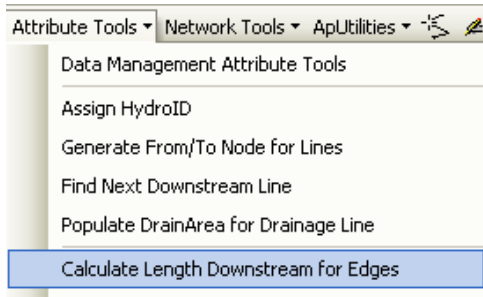 Attribute Tools Network Tools ApUtilities
Data Management Attribute Tools
Assign HydroID
Generate From/To Node for Lines
Find Next Downstream Line
Populate DrainArea for Drainage Line
Calculate Length Downstream for Edges